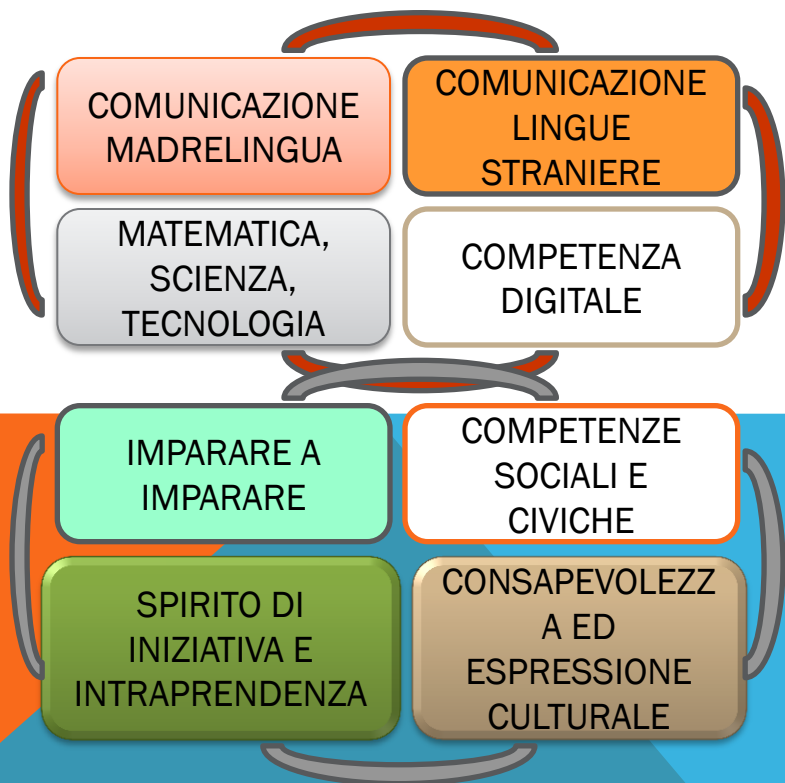 COMUNICAZIONE
MADRELINGUA
COMUNICAZIONE
LINGUE
STRANIERE
MATEMATICA,
SCIENZA,
TECNOLOGIA
COMPETENZA
DIGITALE
IMPARARE A
IMPARARE
COMPETENZE
SOCIALI E
CIVICHE
SPIRITO DI
INIZIATIVA E
INTRAPRENDENZA
CONSAPEVOLEZZ
A ED
ESPRESSIONE
CULTURALE